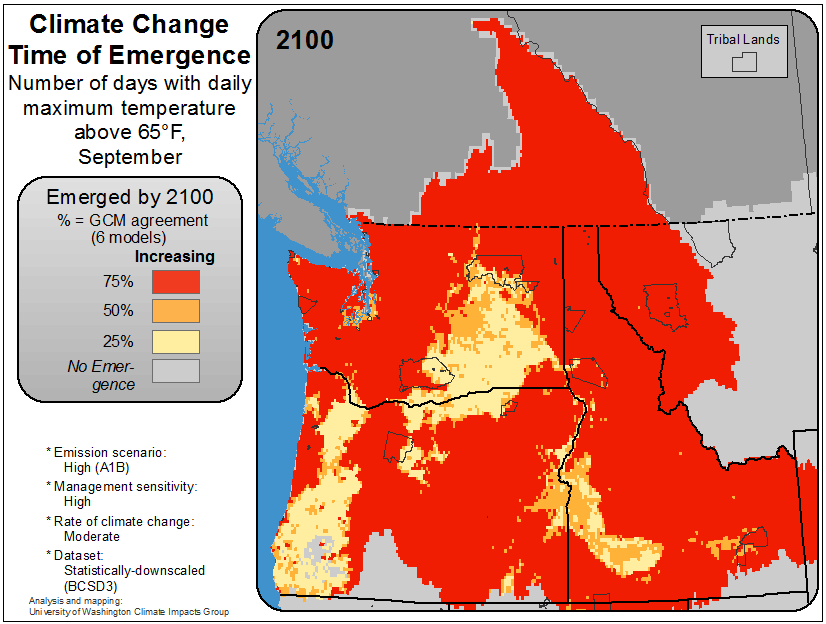 Climate Change
Time of Emergence
Number of days with daily
maximum temperature
above 65°F,
September
2100
Tribal Lands
Emerged by 2100
% = GCM agreement
(6 models)
Increasing
75%
50%
25%
No Emer-
gence
* Emission scenario:
High (A1B)
* Management sensitivity:
High
* Rate of climate change:
Moderate
* Dataset:
Statistically-downscaled
(BCSD3)
Analysis and mapping:
University of Washington Climate Impacts Group